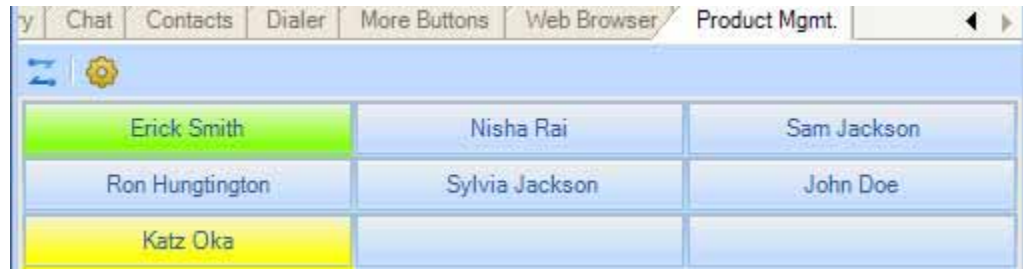 y Chat Contacts Dialer More Buttons Web Browser Product Mgmt.
Erick Smith Nisha Rai Sam Jackson
Ron Hungtington Sylvia Jackson John Doe
Katz Oka